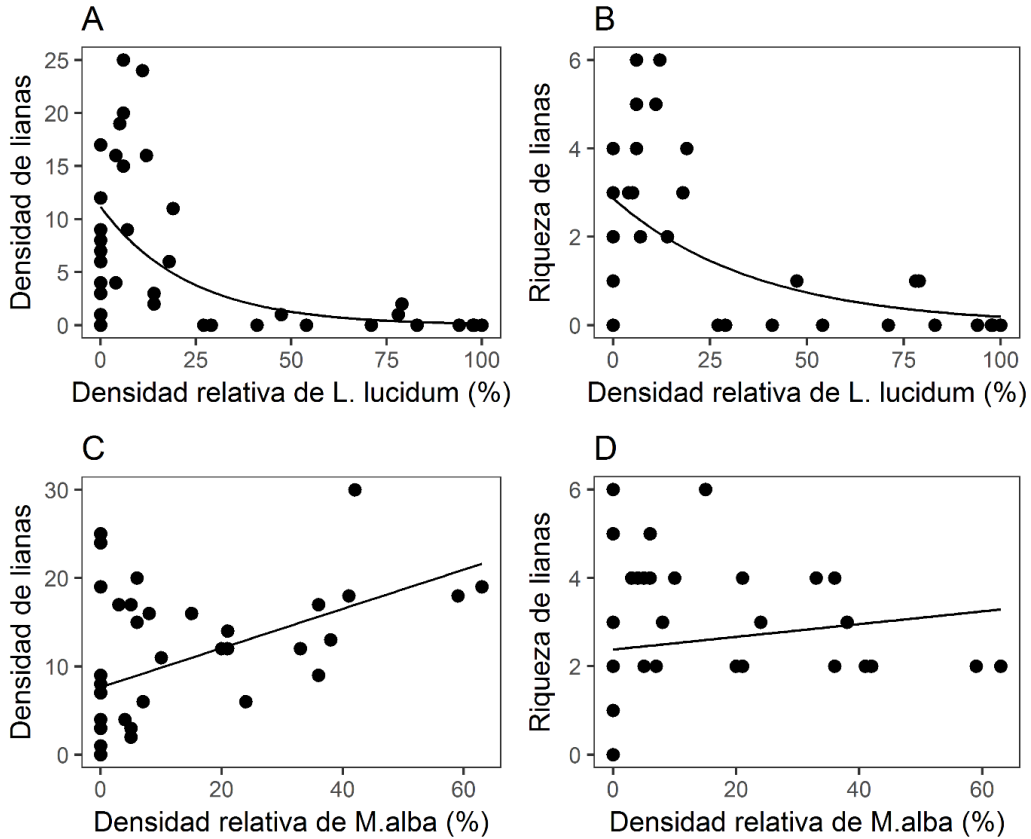 A
Densidad de lianas
25
20
15
10
5
0
0 25 50 75 100
Densidad relativa de L. lucidum (%)
B
Riqueza de lianas
6
4
2
0
0 25 50 75 100
Densidad relativa de L. lucidum (%)
C
Densidad de lianas
30
20
10
0
0 20 40 60
Densidad relativa de M.alba (%)
D
Riqueza de lianas
6
4
2
0
0 20 40 60
Densidad relativa de M.alba (%)